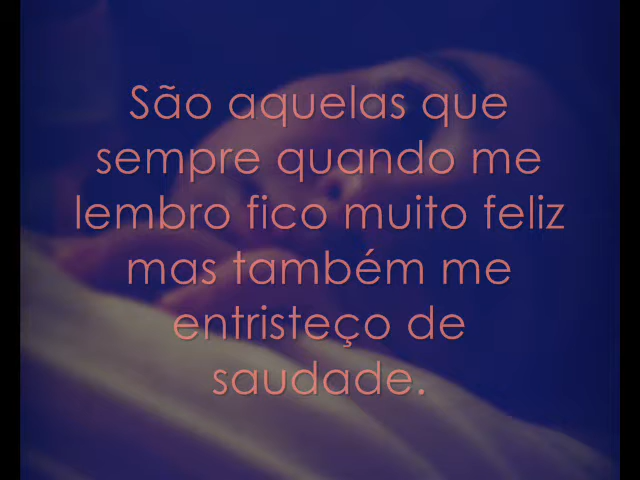 São aquelas que
sempre quando me
lembro fico muito feliz
mas também me
entristeço de
saudade.